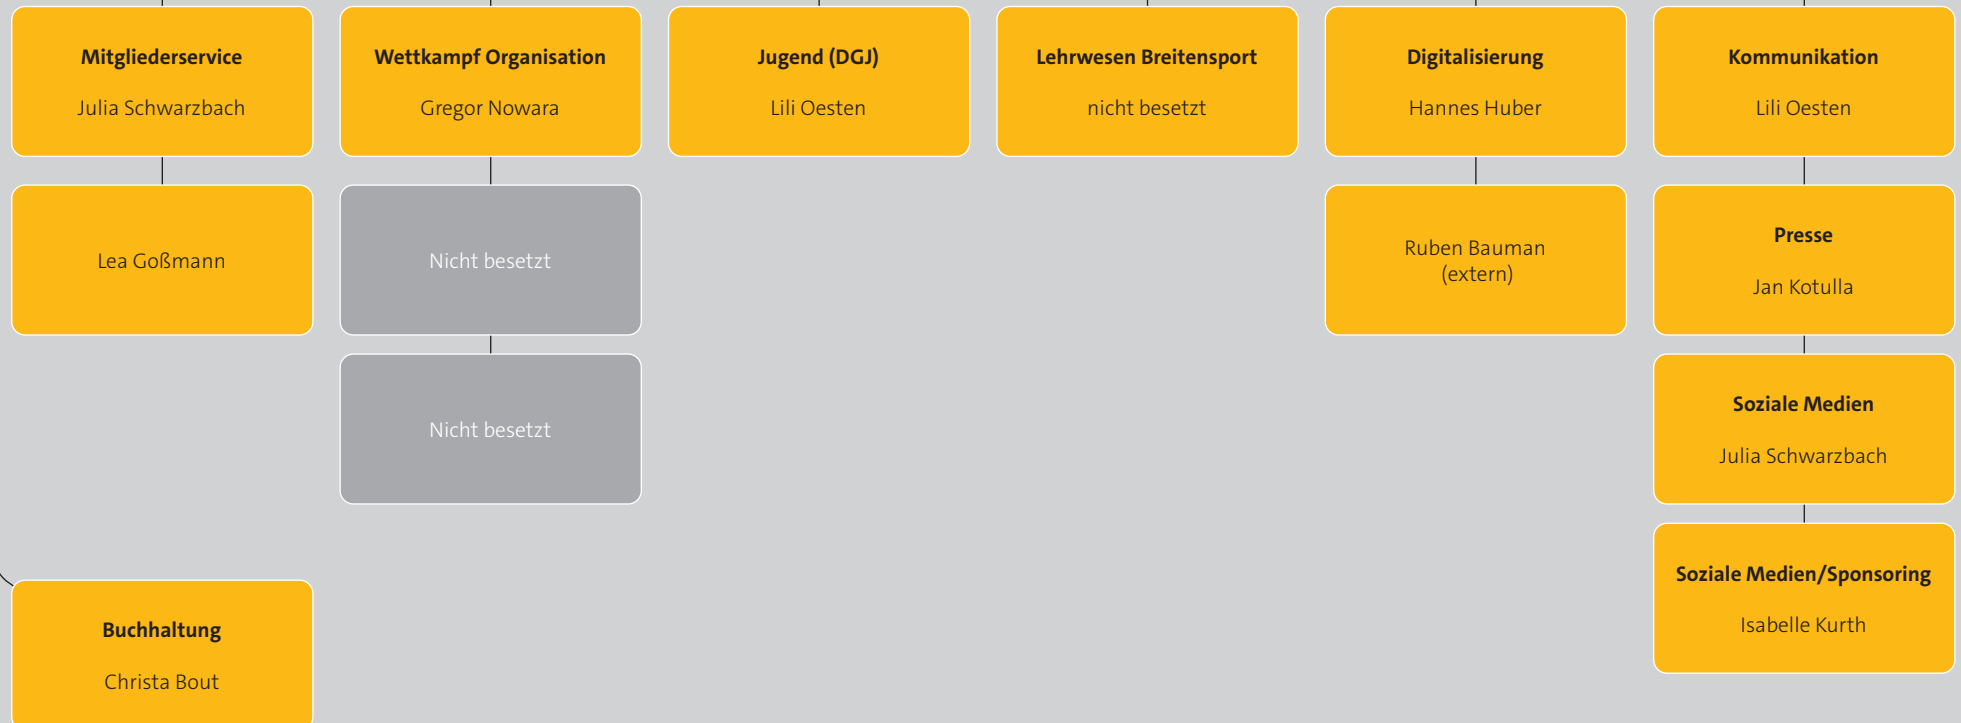 Mitgliederservice
Julia Schwarzbach
Lea Goßmann
Wettkampf Organisation
Gregor Nowara
Nicht besetzt
Nicht besetzt
Jugend (DGJ)
Lili Oesten
Lehrwesen Breitensport
nicht besetzt
Digitalisierung
Hannes Huber
Ruben Bauman
(extern)
Kommunikation
Lili Oesten
Presse
Jan Kotulla
Soziale Medien
Julia Schwarzbach
Soziale Medien/Sponsoring
Isabelle Kurth
Buchhaltung
Christa Bout